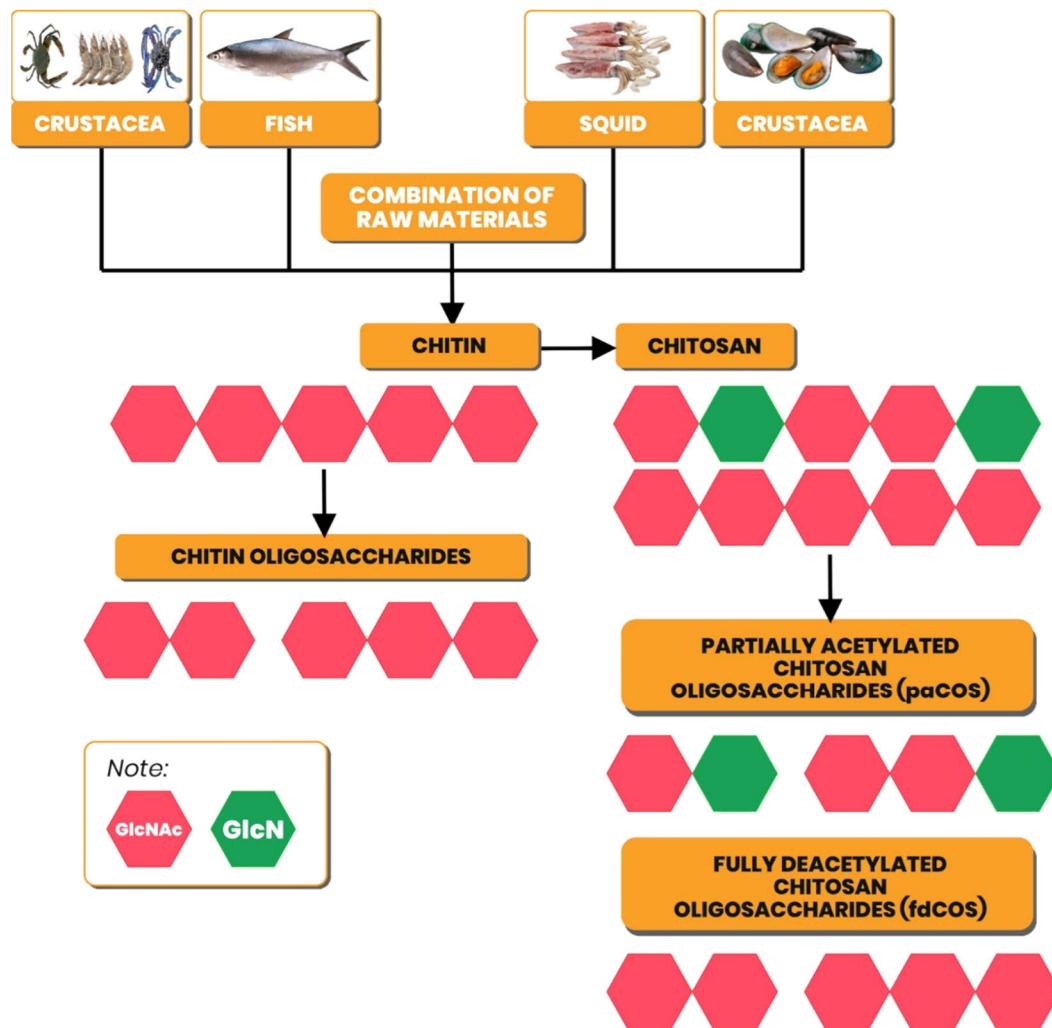 CRUSTACEA
FISH
SQUID
CRUSTACEA
COMBINATION OF
RAW MATERIALS
CHITIN
CHITOSAN
CHITIN OLIGOSACCHARIDES
PARTIALLY ACETYLATED
CHITOSAN
OLIGOSACCHARIDES (paCOS)
Note:
GlcNAc
GlcN
FULLY DEACETYLATED
CHITOSAN
OLIGOSACCHARIDES (fdCOS)